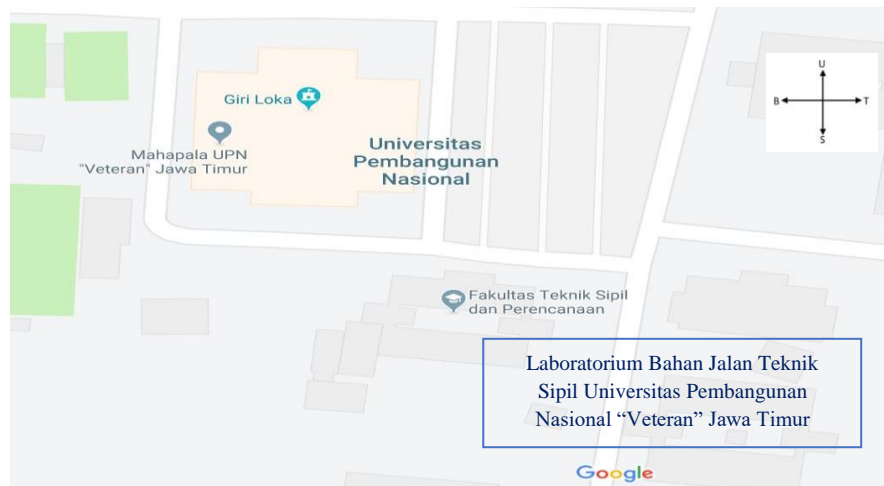 U
B
T
S
Giri Loka
Mahapala UPN
"Veteran" Jawa Timur
Universitas
Pembangunan
Nasional
Fakultas Teknik Sipil
dan Perencanaan
Laboratorium Bahan Jalan Teknik
Sipil Universitas Pembangunan
Nasional “Veteran” Jawa Timur
Google